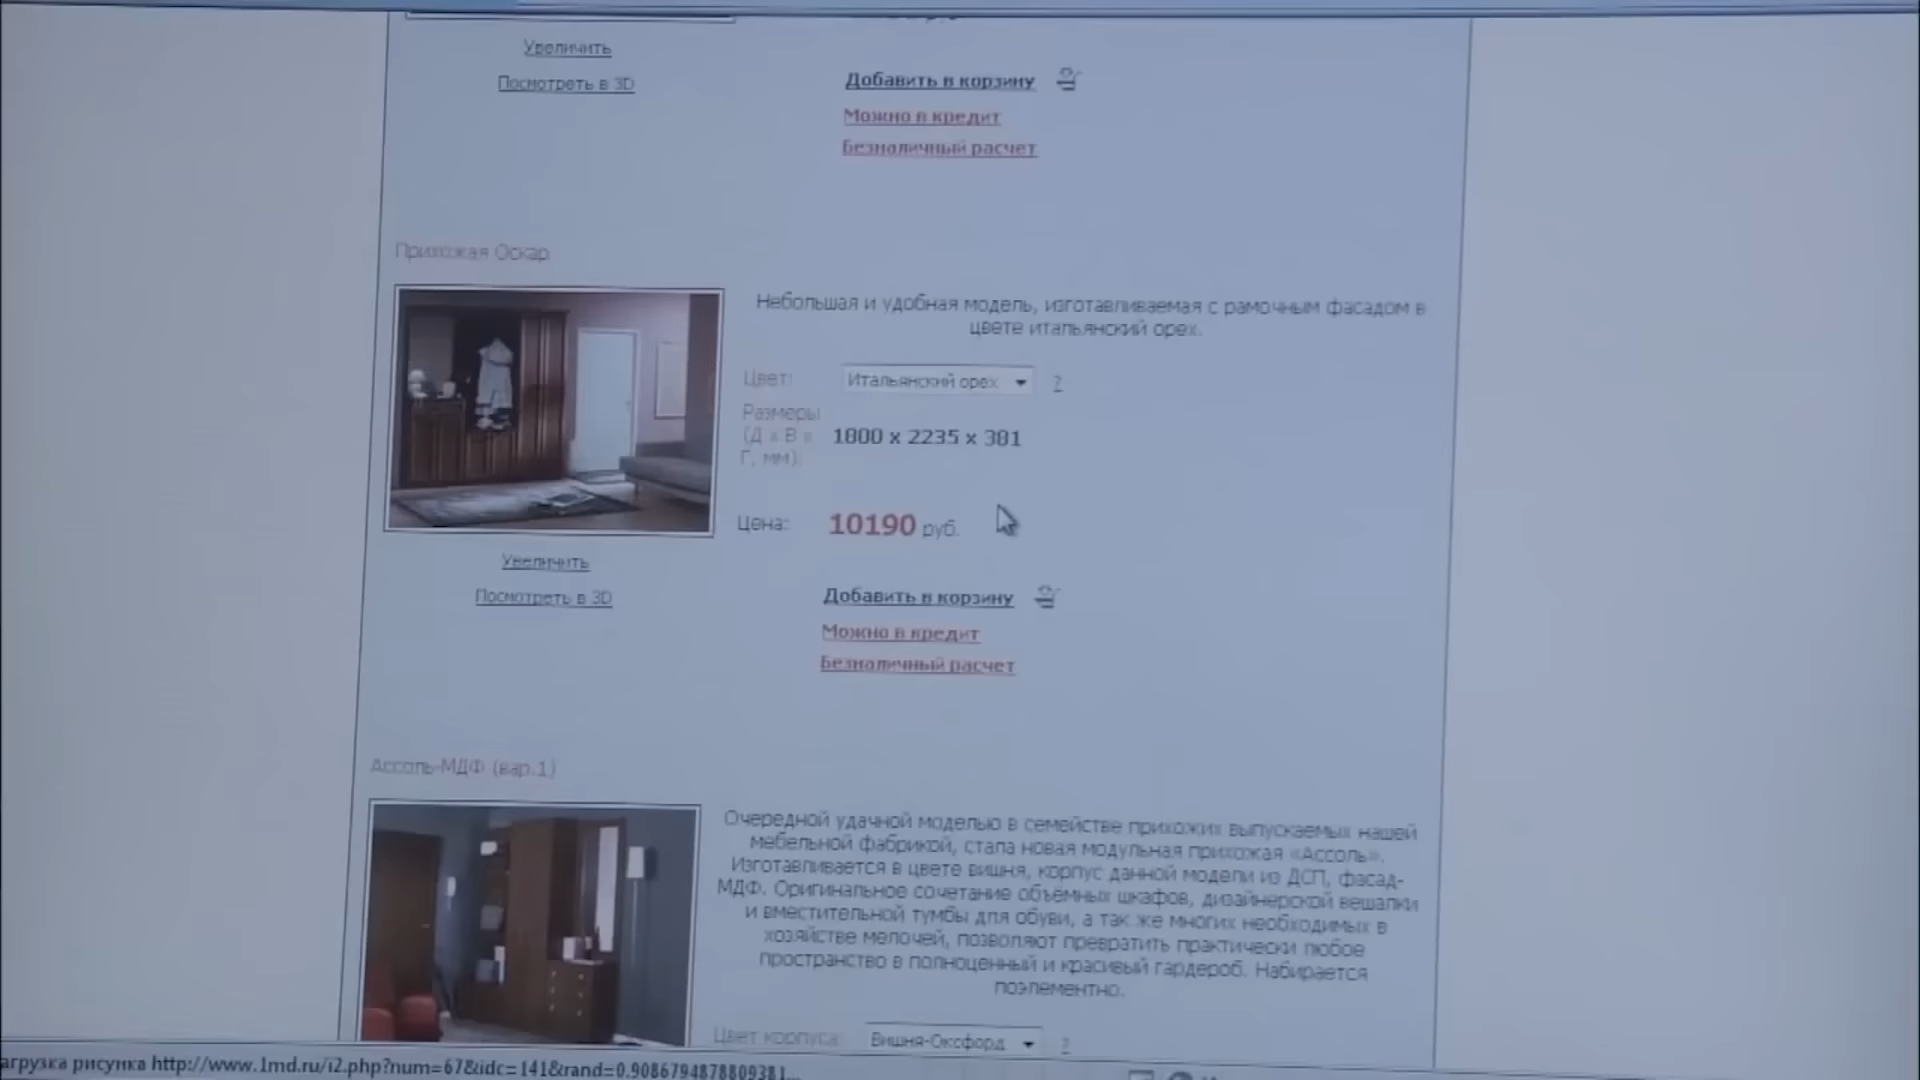 Увеличить
Посмотреть в 3D
Добавить в корзину
Можно в кредит
Безналичный расчет
Прихожая Оскар
Небольшая и удобная модель, изготавливаемая с рамочным фасадом в
цвете итальянский орех.
Цвет:
Итальянский орех
?
Размеры
(Д х В х
Г, мм):
1800 x 2235 x 381
Цена:
10190 руб.
Увеличить
Посмотреть в 3D
Добавить в корзину
Можно в кредит
Безналичный расчет
Ассоль-МДФ (вар.1)
Очередной удачной моделью в семействе прихожих выпускаемых нашей
мебельной фабрикой, стала новая модульная прихожая «Ассоль».
Изготавливается в цвете вишня, корпус данной модели из ДСП, фасад-
МДФ. Оригинальное сочетание объёмных шкафов, дизайнерской вешалки
и вместительной тумбы для обуви, а так же многих необходимых в
хозяйстве мелочей, позволяют превратить практически любое
пространство в полноценный и красивый гардероб. Набирается
поэлементно.
Цвет корпуса:
Вишня-Оксфорд
?
агрузка рисунка http://www.1md.ru/i2.php?num=67&idc=141&rand=0.9086794878809381...